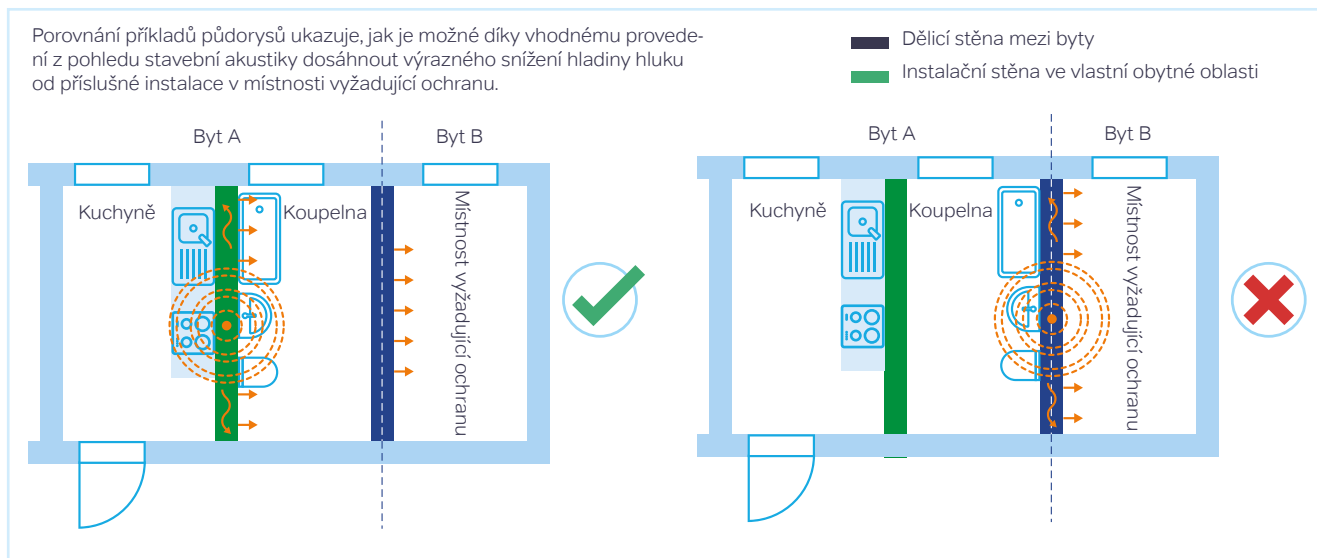 Porovnání příkladů půdorysů ukazuje, jak je možné díky vhodnému provede-
ní z pohledu stavební akustiky dosáhnout výrazného snížení hladiny hluku
od příslušné instalace v místnosti vyžadující ochranu.
Dělicí stěna mezi byty
Instalační stěna ve vlastní obytné oblasti
Byt A
Byt B
Kuchyně
Koupelna
Místnost vyžadující ochranu
Byt A
Byt B
Kuchyně
Koupelna
Místnost vyžadující ochranu